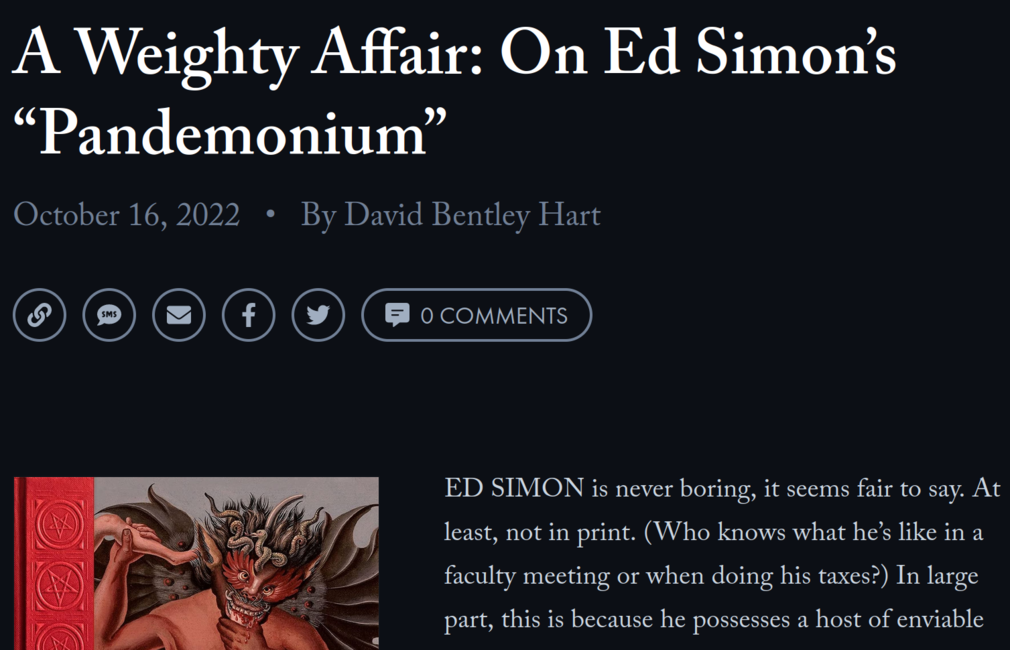 A Weighty Affair: On Ed Simon’s
“Pandemonium”
October 16, 2022 • By David Bentley Hart
SMS
0 COMMENTS
ED SIMON is never boring, it seems fair to say. At
least, not in print. (Who knows what he’s like in a
faculty meeting or when doing his taxes?) In large
part, this is because he possesses a host of enviable